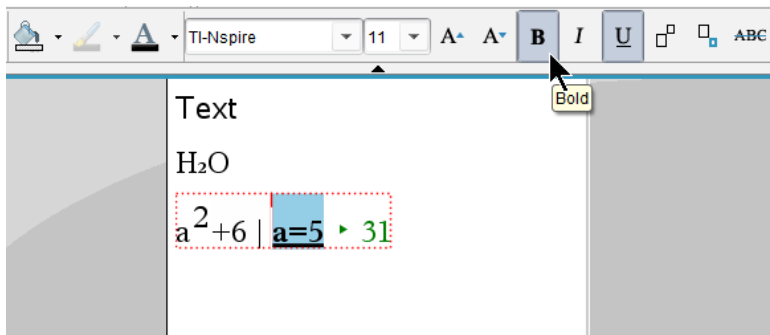 A TI-Nspire 11 A A B I U ABC
Bold
Text
H₂O
a²+6 | a=5 ▸ 31